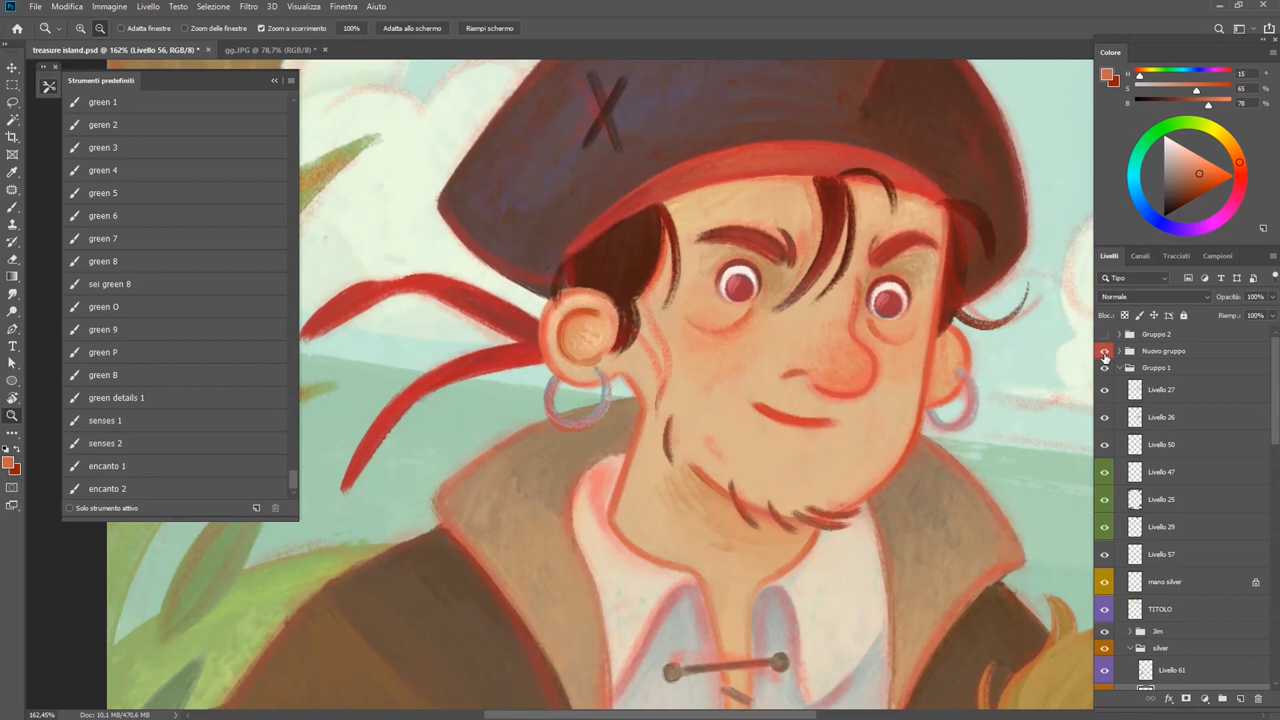 File Modifica Immagine Livello Testo Selezione Filtro 3D Visualizza Finestra Aiuto
Adatta finestre Zoom delle finestre Zoom a scorrimento 100% Adatta allo schermo Riempi schermo
treasure island.psd @ 162% (Livello 56, RGB/8) * × gg.JPG @ 78,7% (RGB/8) * ×
Colore
Strumenti predefiniti
H 15 °
S 65 %
B 78 %
green 1
geren 2
green 3
green 4
green 5
green 6
green 7
green 8
sei green 8
green O
green 9
green P
green B
green details 1
senses 1
senses 2
encanto 1
encanto 2
Solo strumento attivo
Livelli Canali Tracciati Campioni
Tipo
Normale Opacità: 100%
Bloc.: Riemp.: 100%
Gruppo 2
Nuovo gruppo
Gruppo 1
Livello 27
Livello 26
Livello 50
Livello 47
Livello 25
Livello 29
Livello 57
mano silver
TITOLO
Jim
silver
Livello 61
162,45% Doc: 10,1 MB/470,6 MB